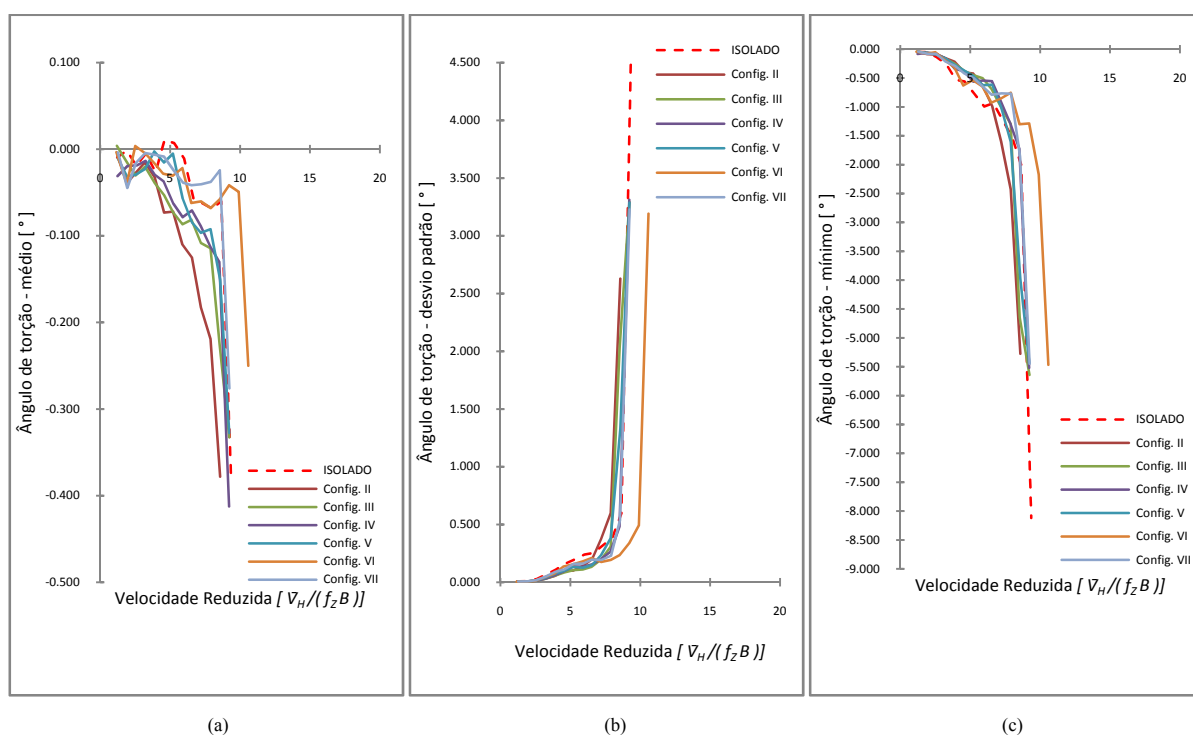 0.100
0.000
-0.100
-0.200
-0.300
-0.400
-0.500
0
5
10
15
20
Ângulo de torção - médio [ ° ]
ISOLADO
Config. II
Config. III
Config. IV
Config. V
Config. VI
Config. VII
Velocidade Reduzida [ V̅_H /( f_Z B )]
(a)
4.500
4.000
3.500
3.000
2.500
2.000
1.500
1.000
0.500
0.000
0
5
10
15
20
Ângulo de torção - desvio padrão [ ° ]
ISOLADO
Config. II
Config. III
Config. IV
Config. V
Config. VI
Config. VII
Velocidade Reduzida [ V̅_H /( f_Z B )]
(b)
0.000
-0.500
-1.000
-1.500
-2.000
-2.500
-3.000
-3.500
-4.000
-4.500
-5.000
-5.500
-6.000
-6.500
-7.000
-7.500
-8.000
-8.500
-9.000
0
5
10
15
20
Ângulo de torção - mínimo [ ° ]
ISOLADO
Config. II
Config. III
Config. IV
Config. V
Config. VI
Config. VII
Velocidade Reduzida [ V̅_H /( f_Z B )]
(c)